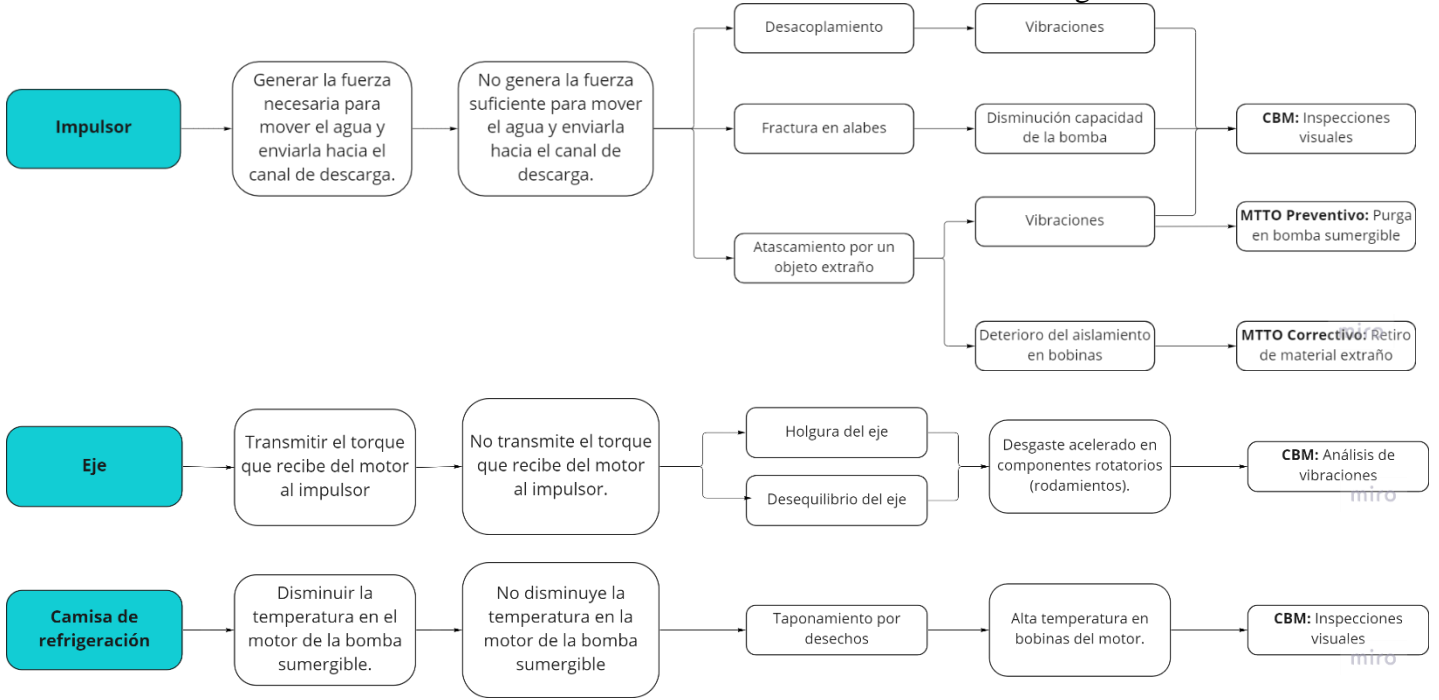 Desacoplamiento
Vibraciones
Impulsor
Generar la fuerza
necesaria para
mover el agua y
enviarla hacia el
canal de descarga.
No genera la fuerza
suficiente para mover
el agua y enviarla
hacia el canal de
descarga.
Fractura en alabes
Disminución capacidad
de la bomba
CBM: Inspecciones
visuales
Atascamiento por un
objeto extraño
Vibraciones
MTTO Preventivo: Purga
en bomba sumergible
Deterioro del aislamiento
en bobinas
MTTO Correctivo: Retiro
de material extraño
miro
Eje
Transmitir el torque
que recibe del motor
al impulsor
No transmite el torque
que recibe del motor
al impulsor.
Holgura del eje
Desequilibrio del eje
Desgaste acelerado en
componentes rotatorios
(rodamientos).
CBM: Análisis de
vibraciones
miro
Camisa de
refrigeración
Disminuir la
temperatura en el
motor de la bomba
sumergible.
No disminuye la
temperatura en la
motor de la bomba
sumergible
Taponamiento por
desechos
Alta temperatura en
bobinas del motor.
CBM: Inspecciones
visuales
miro